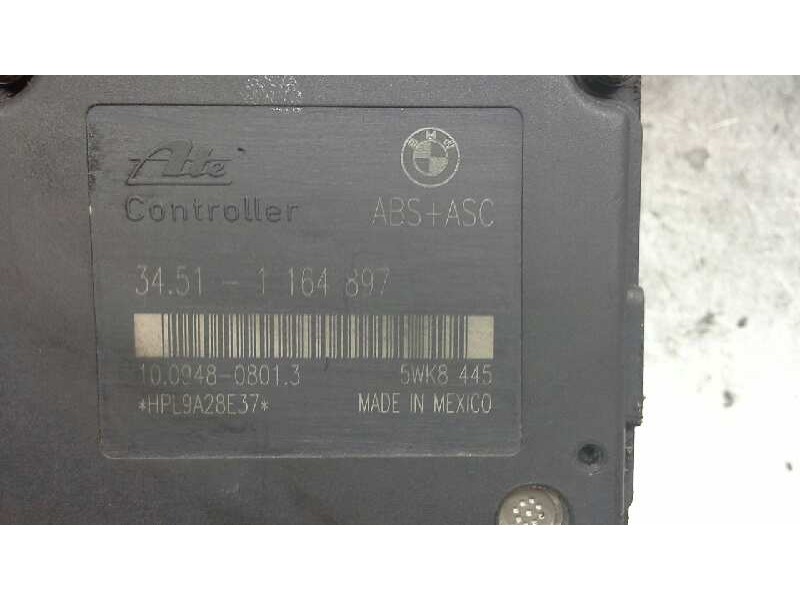 Ate
BMW
Controller ABS+ASC
34.51 - 1 164 897
10.0948-0801.3 5WK8 445
*HPL9A28E37* MADE IN MEXICO